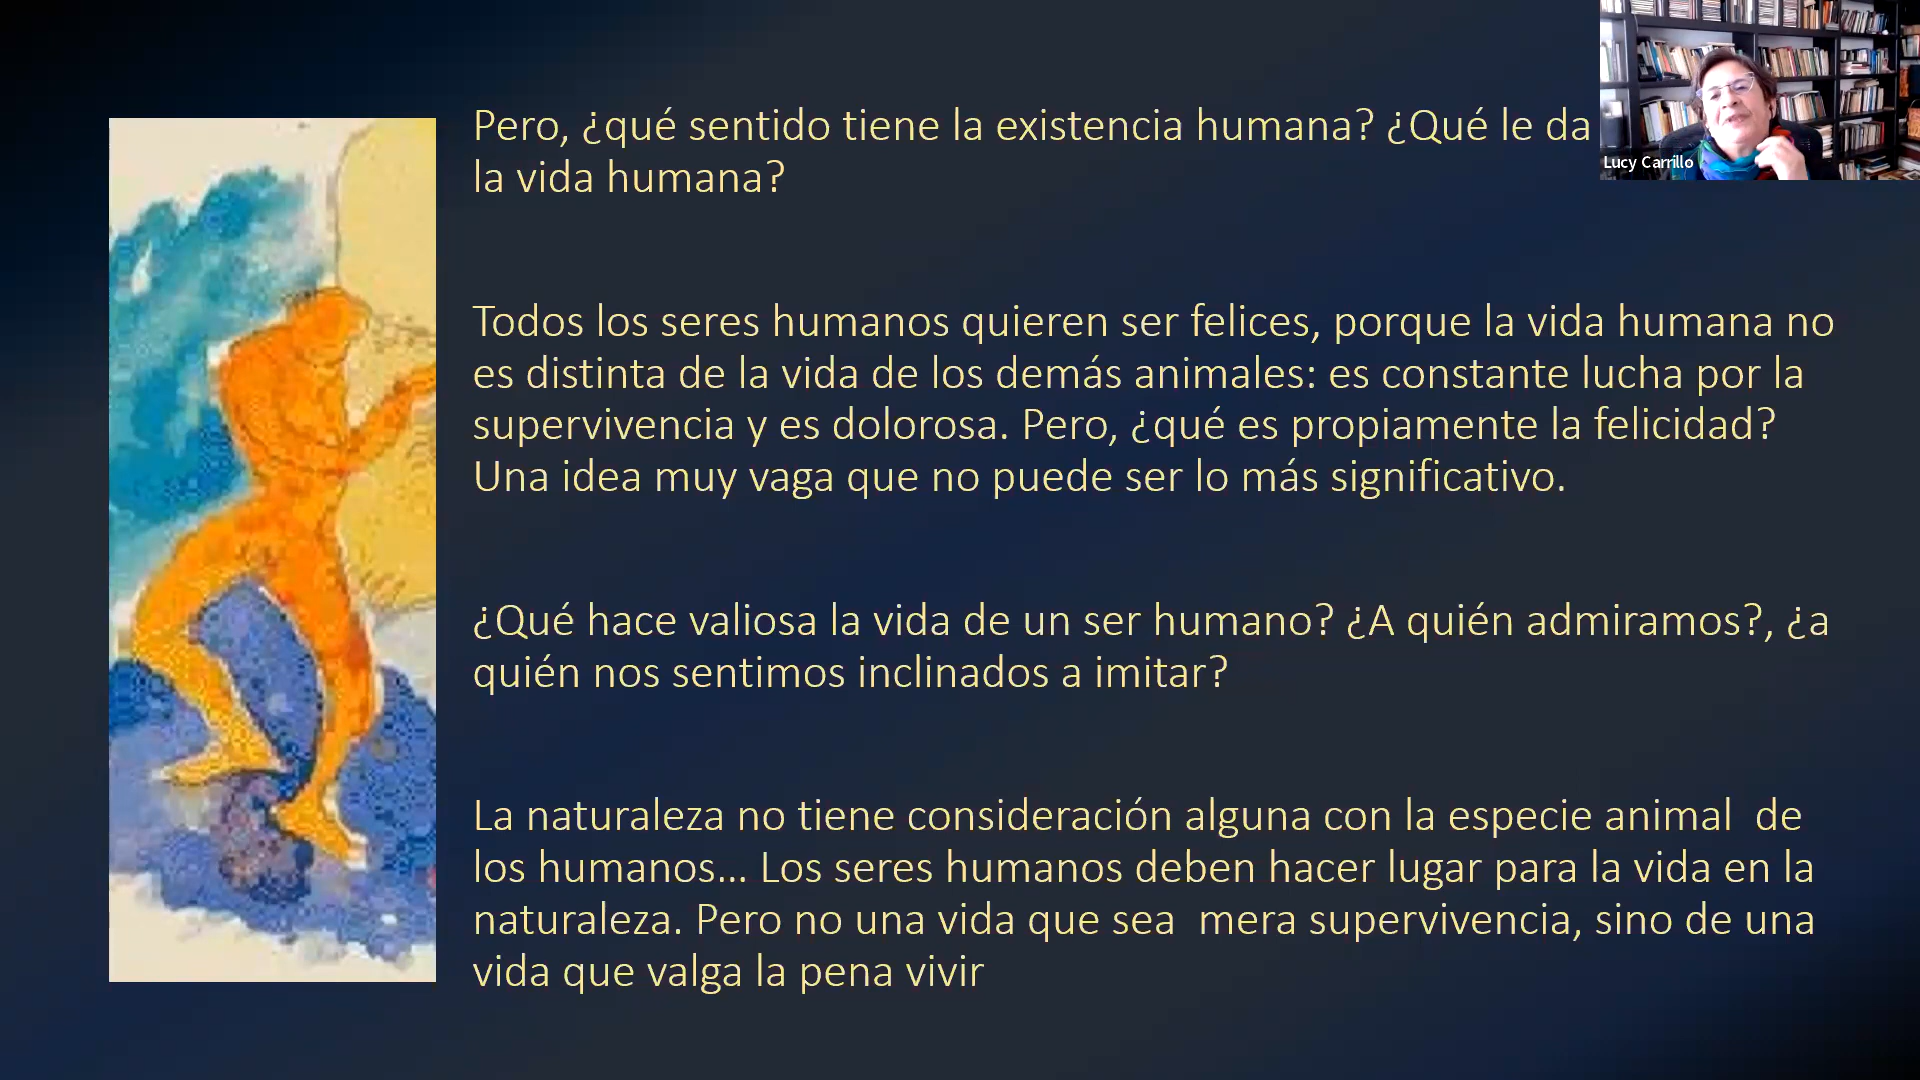 Pero, ¿qué sentido tiene la existencia humana? ¿Qué le da
la vida humana?
Lucy Carrillo
Todos los seres humanos quieren ser felices, porque la vida humana no
es distinta de la vida de los demás animales: es constante lucha por la
supervivencia y es dolorosa. Pero, ¿qué es propiamente la felicidad?
Una idea muy vaga que no puede ser lo más significativo.
¿Qué hace valiosa la vida de un ser humano? ¿A quién admiramos?, ¿a
quién nos sentimos inclinados a imitar?
La naturaleza no tiene consideración alguna con la especie animal  de
los humanos… Los seres humanos deben hacer lugar para la vida en la
naturaleza. Pero no una vida que sea  mera supervivencia, sino de una
vida que valga la pena vivir